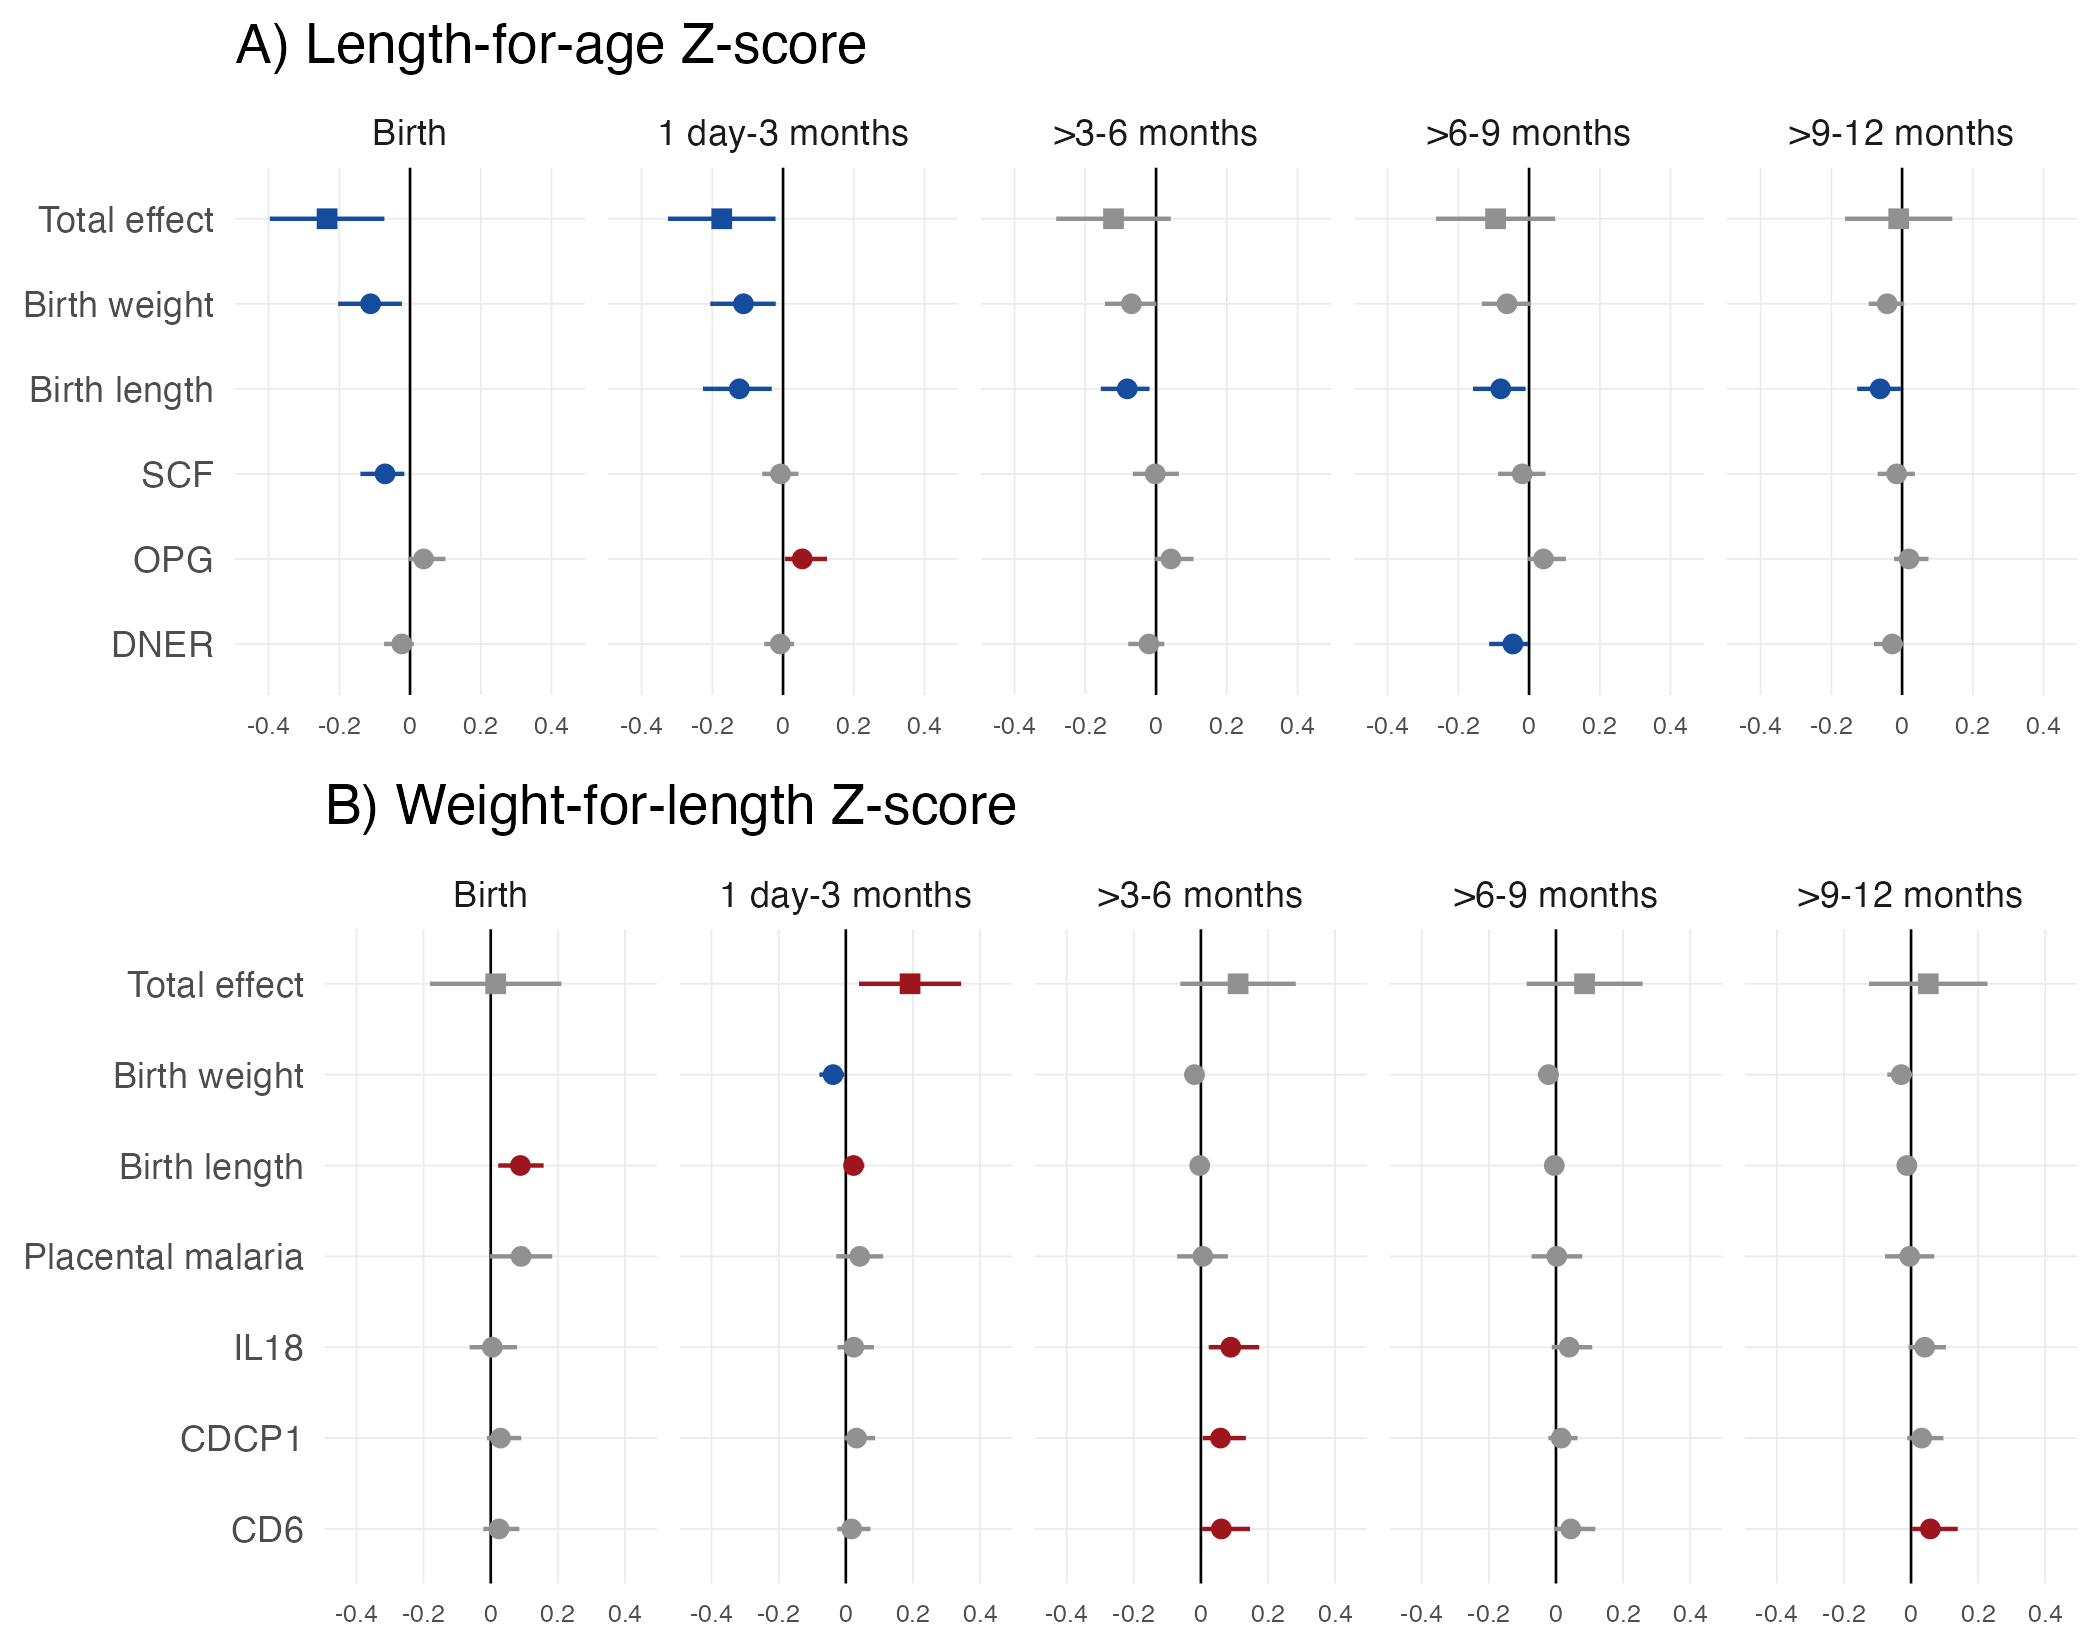 A) Length-for-age Z-score
Birth 1 day-3 months >3-6 months >6-9 months >9-12 months
Total effect
Birth weight
Birth length
SCF
OPG
DNER
-0.4 -0.2 0 0.2 0.4 -0.4 -0.2 0 0.2 0.4 -0.4 -0.2 0 0.2 0.4 -0.4 -0.2 0 0.2 0.4 -0.4 -0.2 0 0.2 0.4
B) Weight-for-length Z-score
Birth 1 day-3 months >3-6 months >6-9 months >9-12 months
Total effect
Birth weight
Birth length
Placental malaria
IL18
CDCP1
CD6
-0.4 -0.2 0 0.2 0.4 -0.4 -0.2 0 0.2 0.4 -0.4 -0.2 0 0.2 0.4 -0.4 -0.2 0 0.2 0.4 -0.4 -0.2 0 0.2 0.4